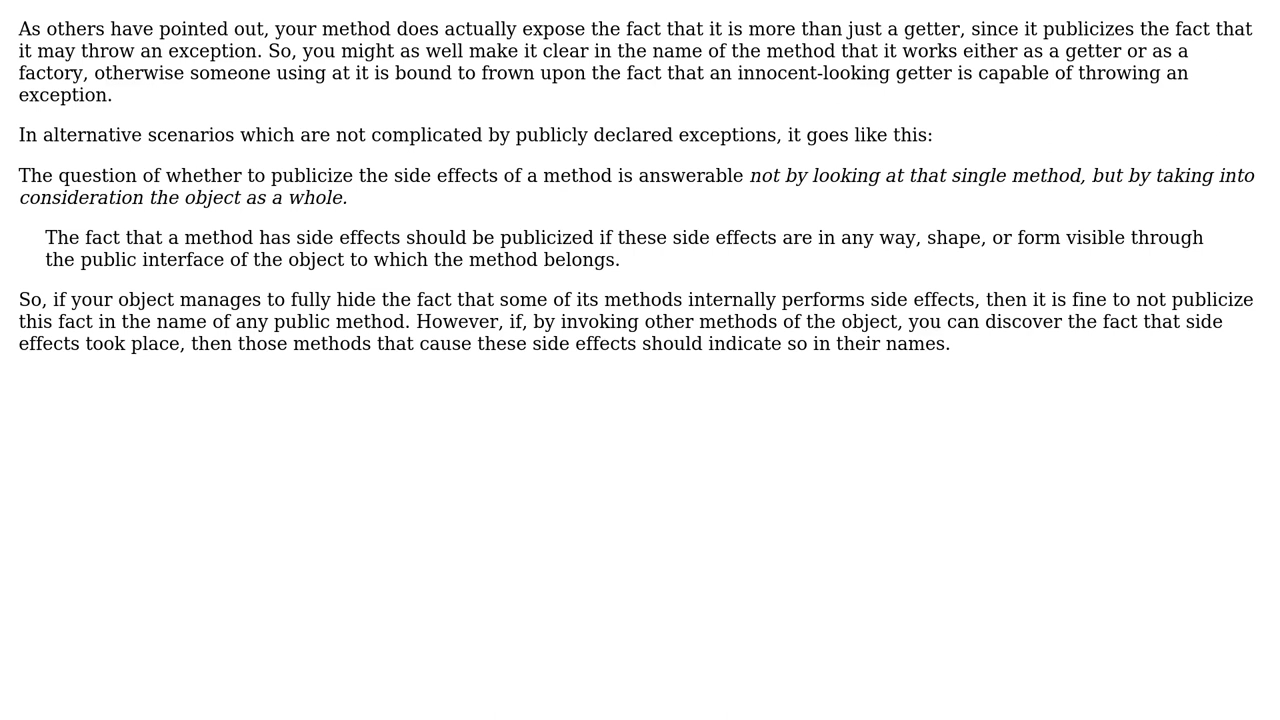 As others have pointed out, your method does actually expose the fact that it is more than just a getter, since it publicizes the fact that
it may throw an exception. So, you might as well make it clear in the name of the method that it works either as a getter or as a
factory, otherwise someone using at it is bound to frown upon the fact that an innocent-looking getter is capable of throwing an
exception.
In alternative scenarios which are not complicated by publicly declared exceptions, it goes like this:
The question of whether to publicize the side effects of a method is answerable not by looking at that single method, but by taking into
consideration the object as a whole.
The fact that a method has side effects should be publicized if these side effects are in any way, shape, or form visible through
the public interface of the object to which the method belongs.
So, if your object manages to fully hide the fact that some of its methods internally performs side effects, then it is fine to not publicize
this fact in the name of any public method. However, if, by invoking other methods of the object, you can discover the fact that side
effects took place, then those methods that cause these side effects should indicate so in their names.